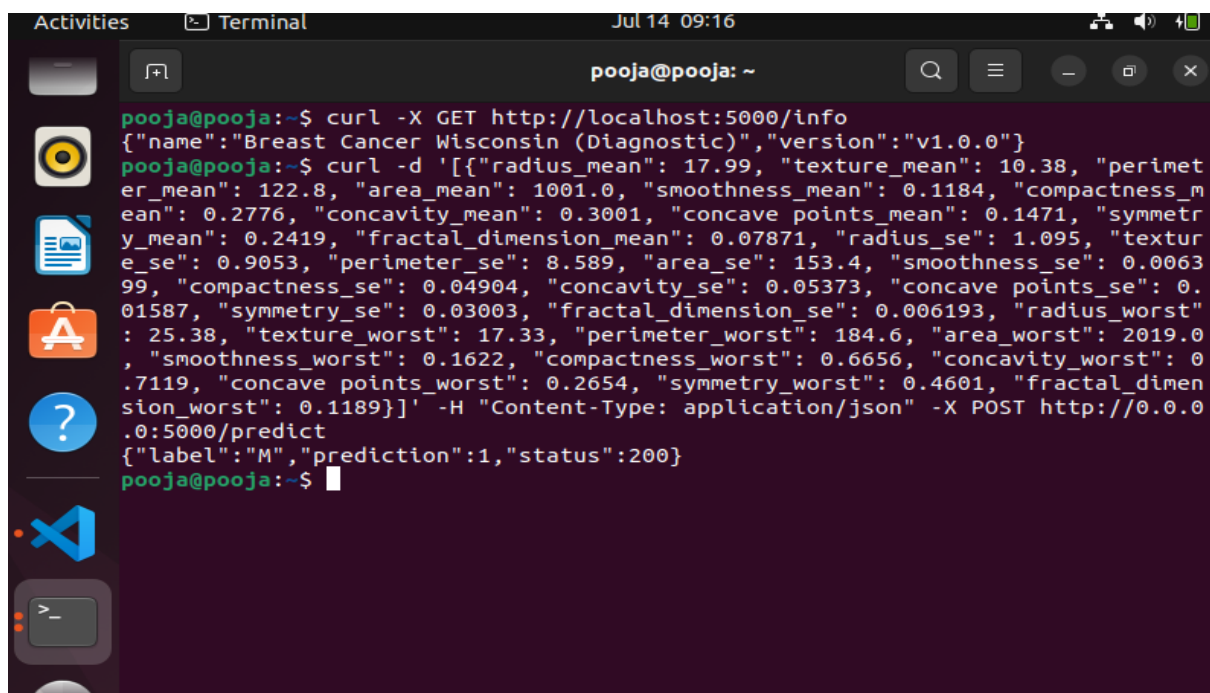 Activities Terminal Jul 14 09:16
pooja@pooja: ~
pooja@pooja:~$ curl -X GET http://localhost:5000/info
{"name":"Breast Cancer Wisconsin (Diagnostic)","version":"v1.0.0"}
pooja@pooja:~$ curl -d '[{"radius_mean": 17.99, "texture_mean": 10.38, "perimet
er_mean": 122.8, "area_mean": 1001.0, "smoothness_mean": 0.1184, "compactness_m
ean": 0.2776, "concavity_mean": 0.3001, "concave points_mean": 0.1471, "symmetr
y_mean": 0.2419, "fractal_dimension_mean": 0.07871, "radius_se": 1.095, "textur
e_se": 0.9053, "perimeter_se": 8.589, "area_se": 153.4, "smoothness_se": 0.0063
99, "compactness_se": 0.04904, "concavity_se": 0.05373, "concave points_se": 0.
01587, "symmetry_se": 0.03003, "fractal_dimension_se": 0.006193, "radius_worst"
: 25.38, "texture_worst": 17.33, "perimeter_worst": 184.6, "area_worst": 2019.0
, "smoothness_worst": 0.1622, "compactness_worst": 0.6656, "concavity_worst": 0
.7119, "concave points_worst": 0.2654, "symmetry_worst": 0.4601, "fractal_dimen
sion_worst": 0.1189}]' -H "Content-Type: application/json" -X POST http://0.0.0
.0:5000/predict
{"label":"M","prediction":1,"status":200}
pooja@pooja:~$